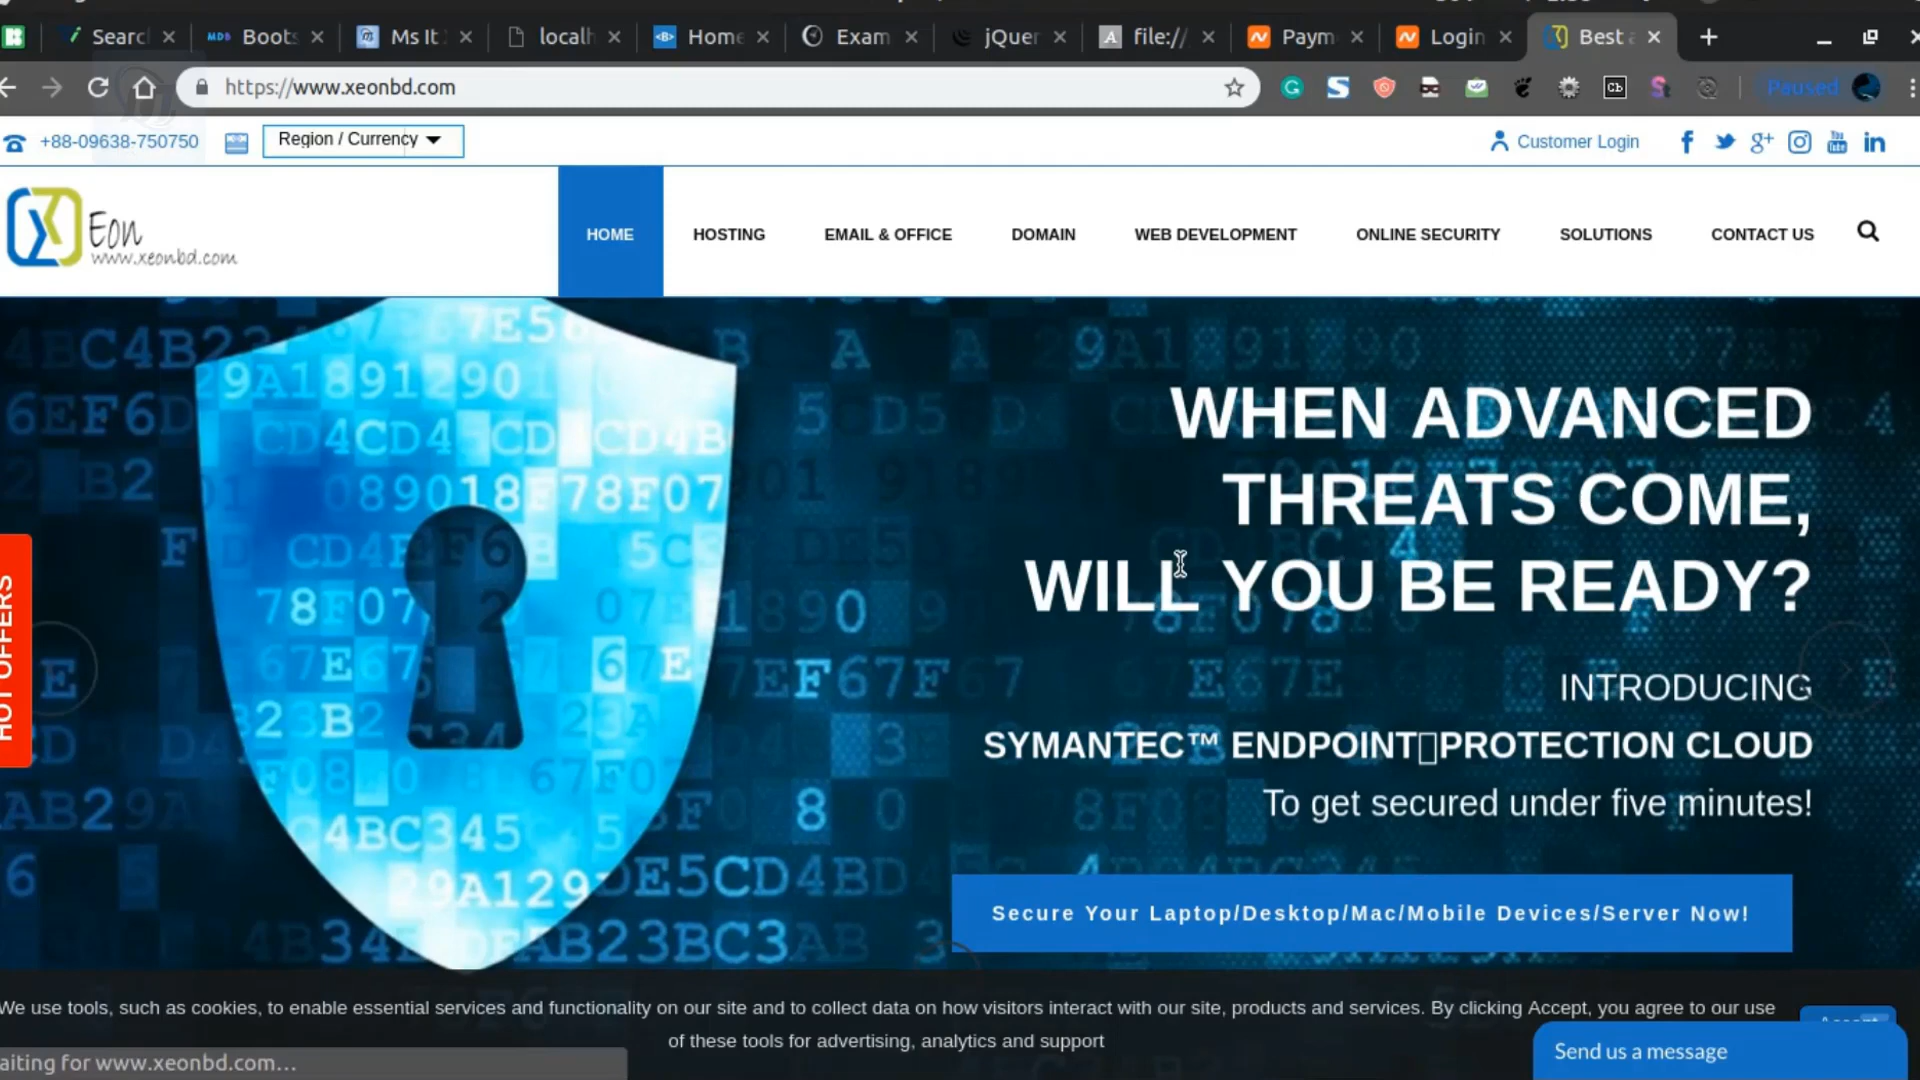 Searc
MDB Boots
Ms It
localh
Home
Exam
jQuer
file://
Paym
Login
Best a
https://www.xeonbd.com
Paused
+88-09638-750750
Region / Currency
Customer Login
Eon
www.xeonbd.com
HOME
HOSTING
EMAIL & OFFICE
DOMAIN
WEB DEVELOPMENT
ONLINE SECURITY
SOLUTIONS
CONTACT US
WHEN ADVANCED
THREATS COME,
WILL YOU BE READY?
INTRODUCING
SYMANTEC™ ENDPOINT PROTECTION CLOUD
To get secured under five minutes!
Secure Your Laptop/Desktop/Mac/Mobile Devices/Server Now!
HOT OFFERS
We use tools, such as cookies, to enable essential services and functionality on our site and to collect data on how visitors interact with our site, products and services. By clicking Accept, you agree to our use
of these tools for advertising, analytics and support
Send us a message
aiting for www.xeonbd.com...